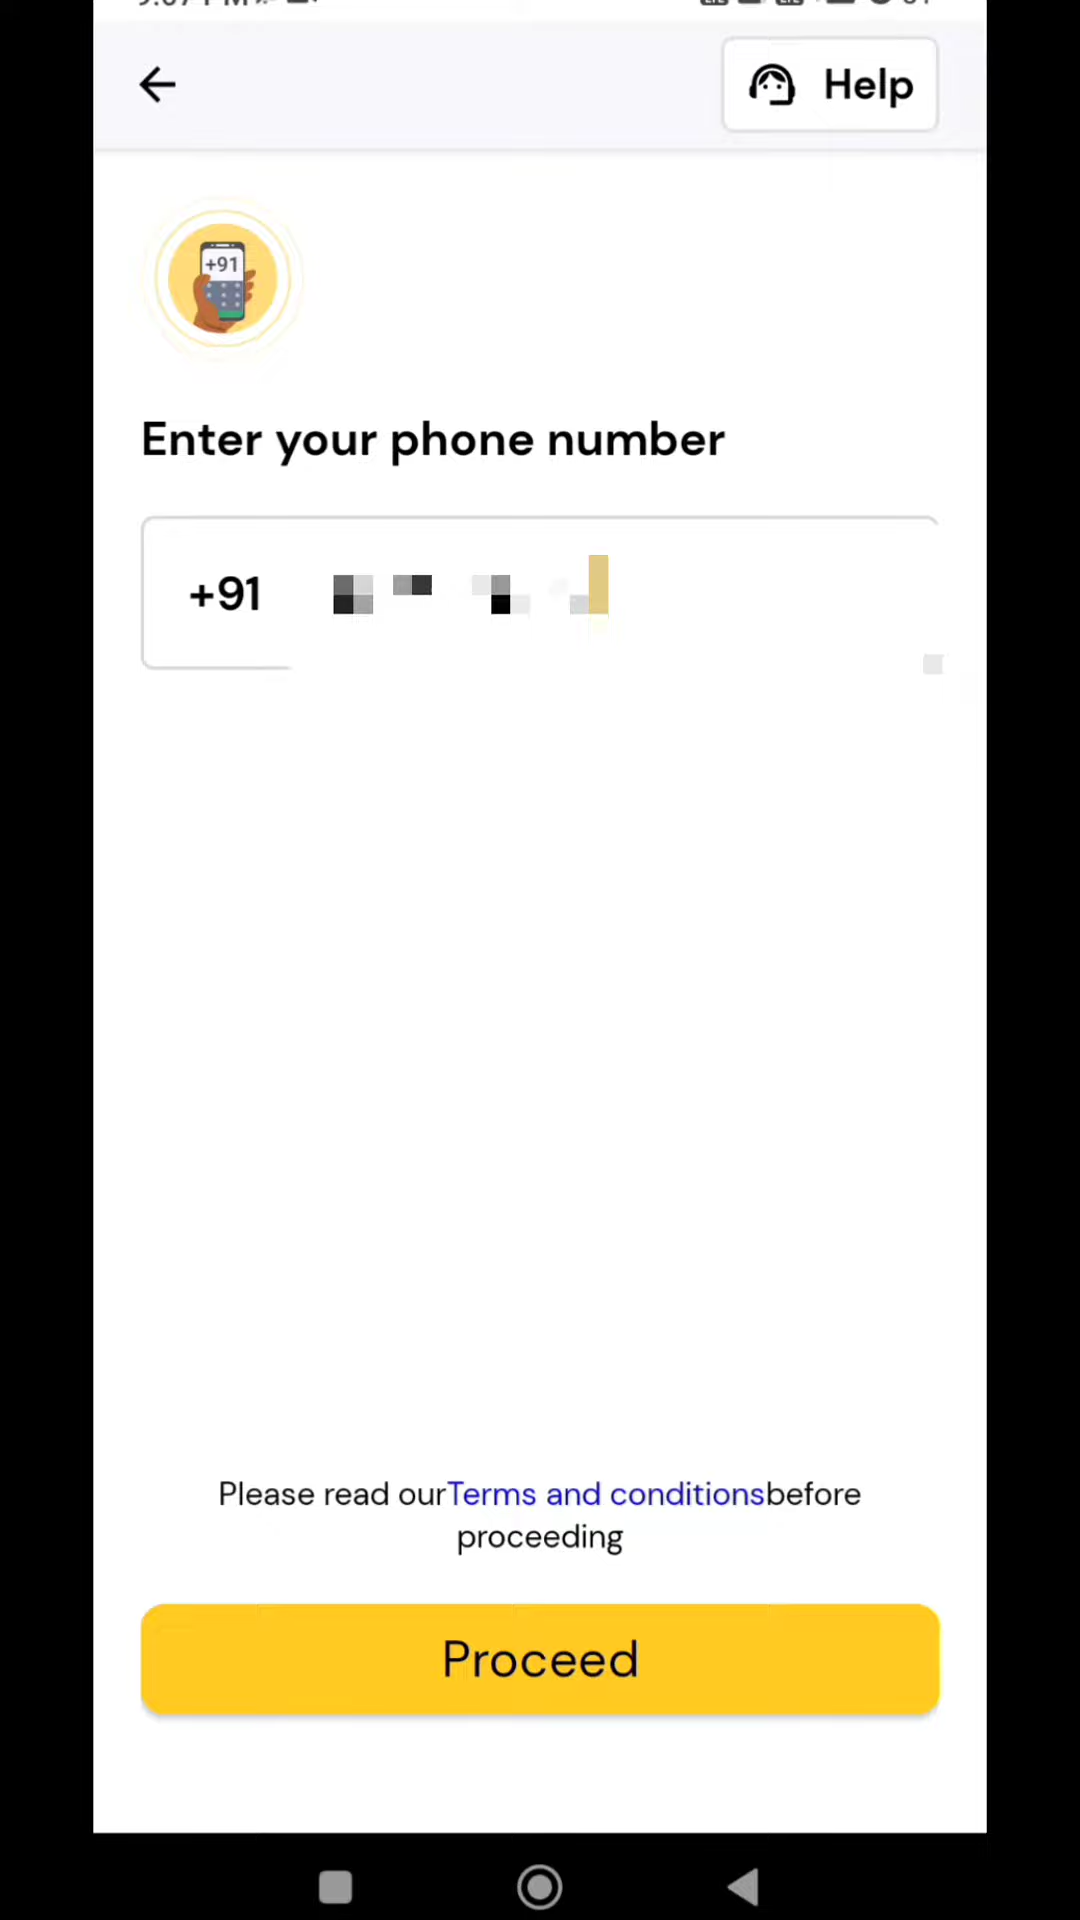 Help
+91
Enter your phone number
+91
Please read ourTerms and conditionsbefore
proceeding
Proceed